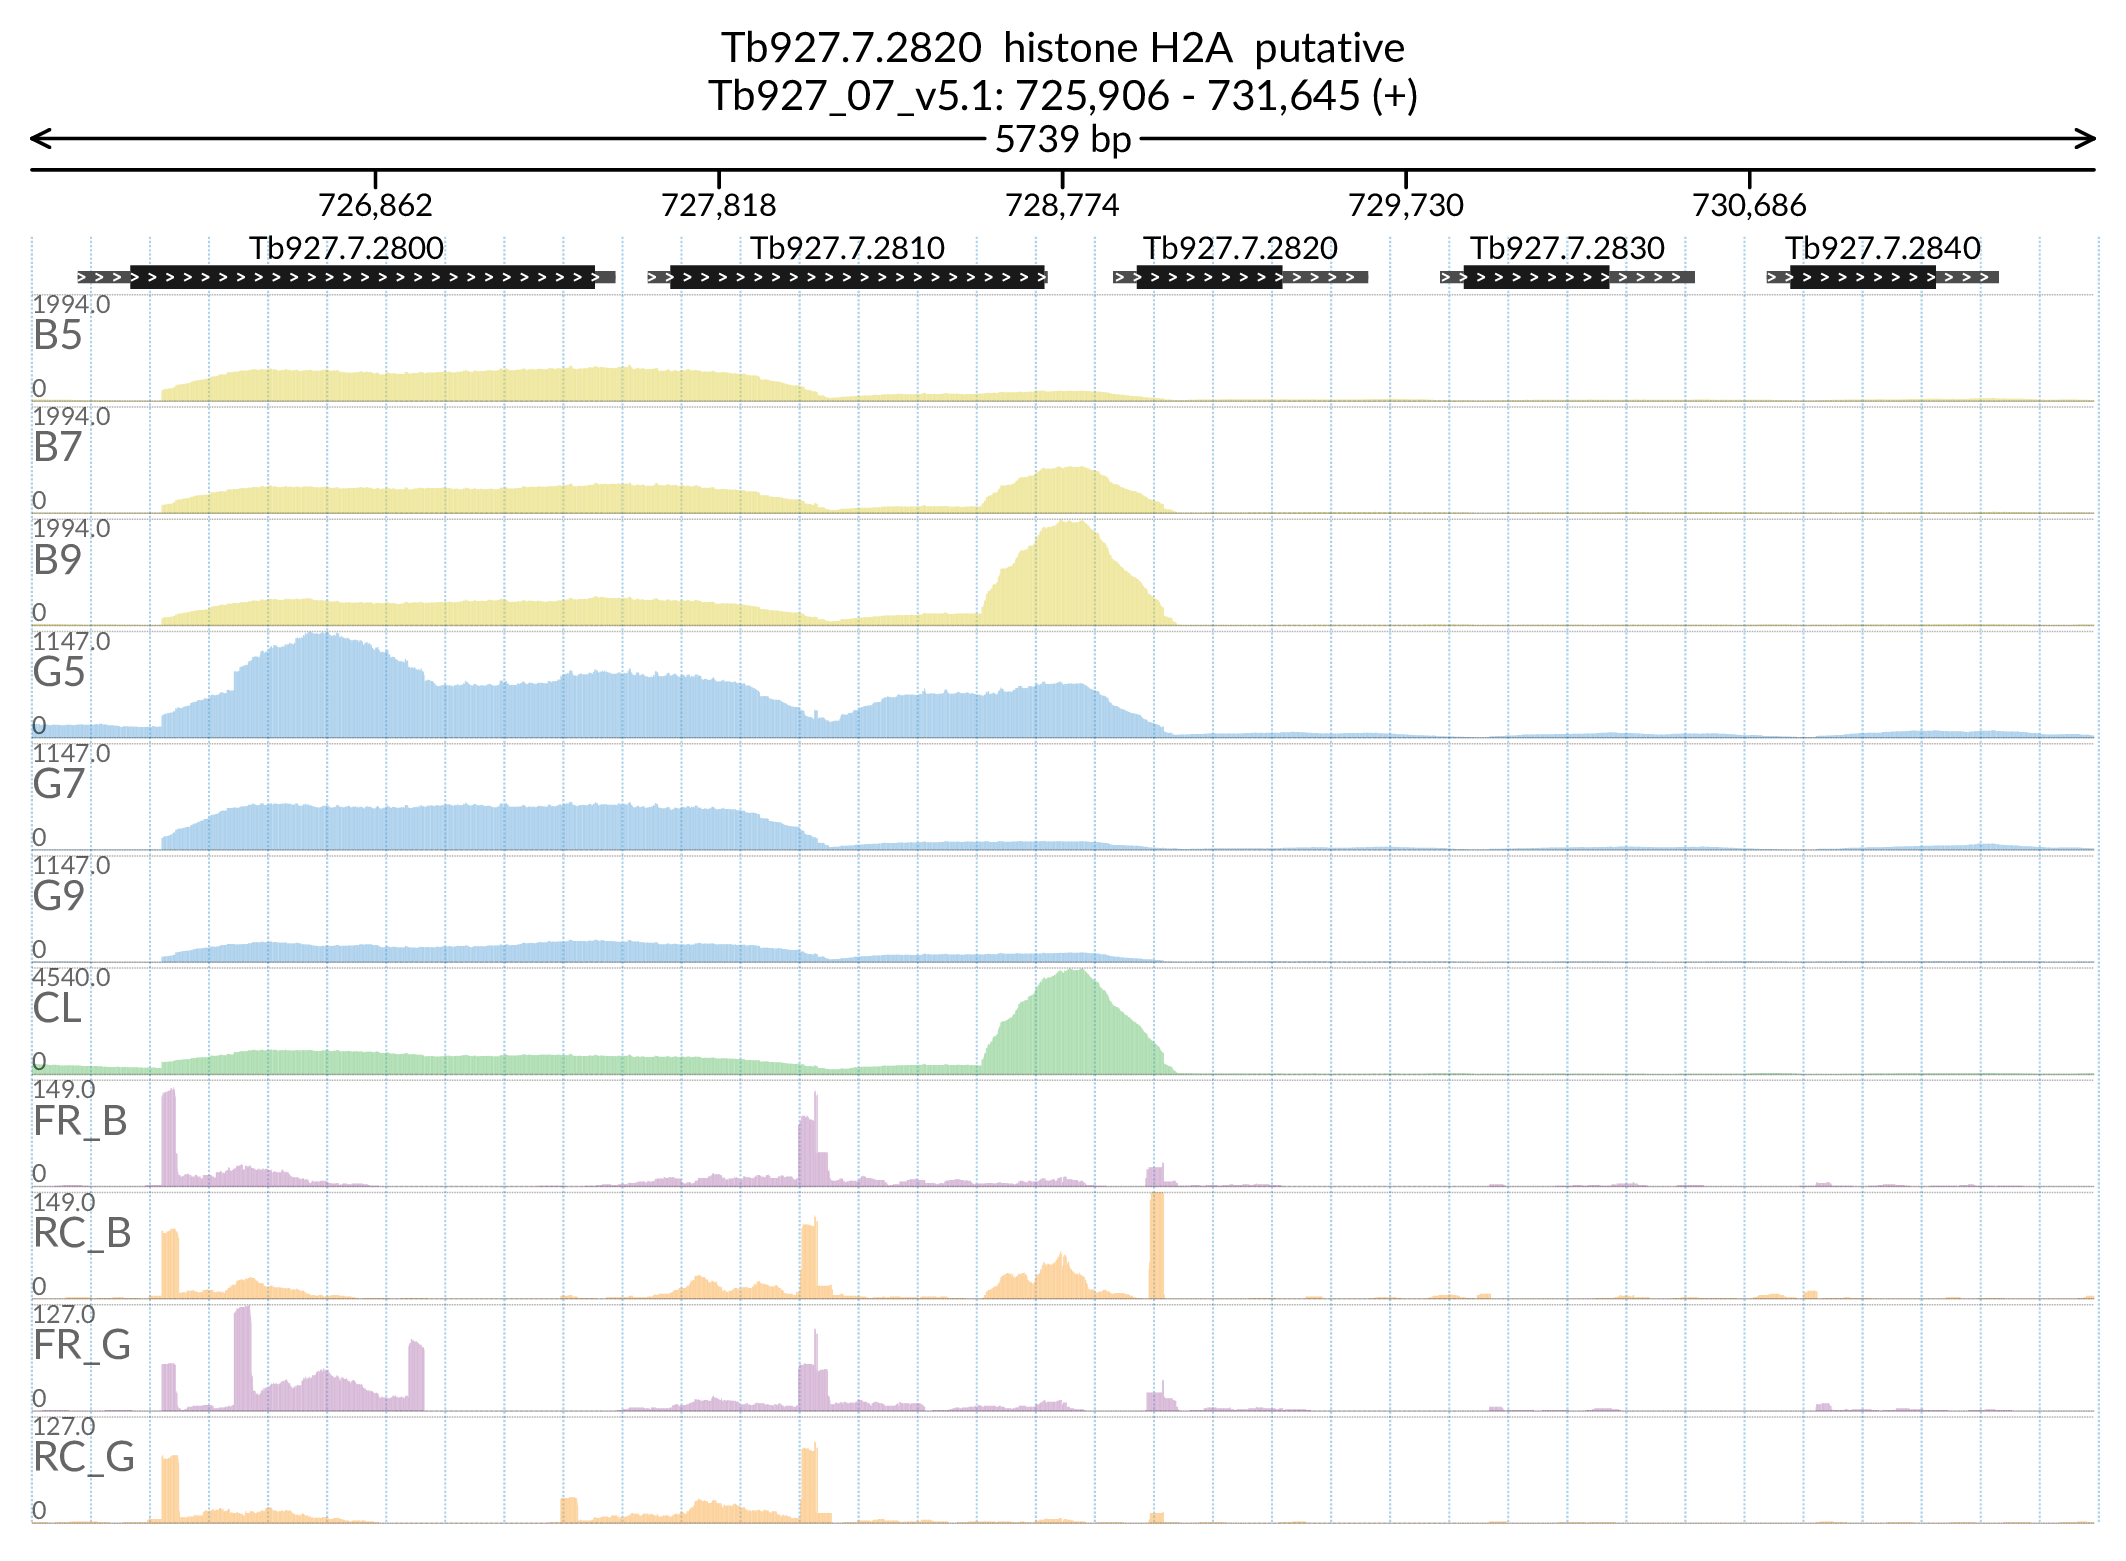 Tb927.7.2820  histone H2A  putative
Tb927_07_v5.1: 725,906 - 731,645 (+)
5739 bp
726,862 727,818 728,774 729,730 730,686
Tb927.7.2800 Tb927.7.2810 Tb927.7.2820 Tb927.7.2830 Tb927.7.2840
1994.0
B5
0
1994.0
B7
0
1994.0
B9
0
1147.0
G5
0
1147.0
G7
0
1147.0
G9
0
4540.0
CL
0
149.0
FR_B
0
149.0
RC_B
0
127.0
FR_G
0
127.0
RC_G
0